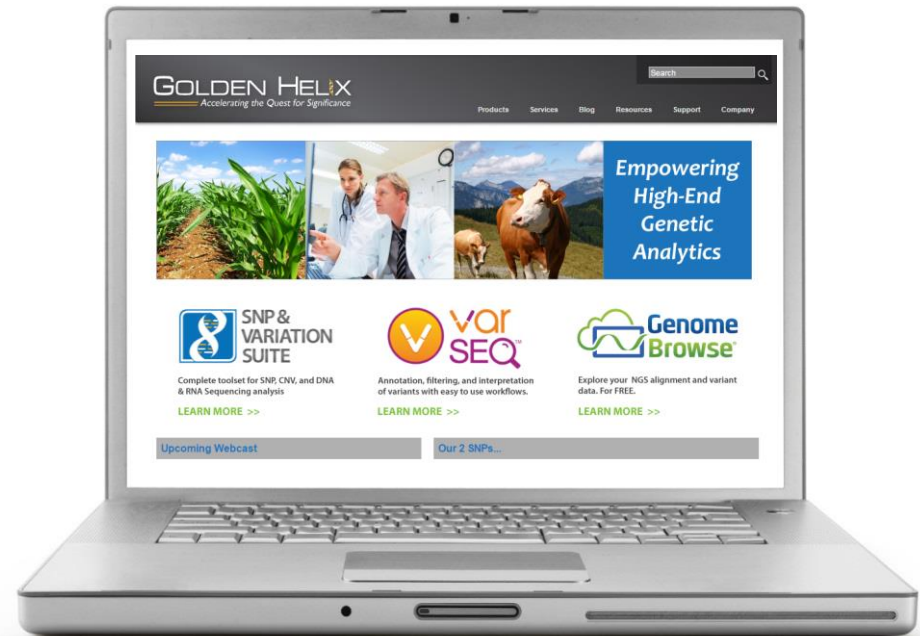 Search
GOLDEN HELIX
Accelerating the Quest for Significance
Products Services Blog Resources Support Company
Empowering
High-End
Genetic
Analytics
SNP &
VARIATION
SUITE
Complete toolset for SNP, CNV, and DNA
& RNA Sequencing analysis
LEARN MORE >>
V
var
SEQ™
Annotation, filtering, and interpretation
of variants with easy to use workflows.
LEARN MORE >>
Genome
Browse®
Explore your NGS alignment and variant
data. For FREE.
LEARN MORE >>
Upcoming Webcast
Our 2 SNPs...